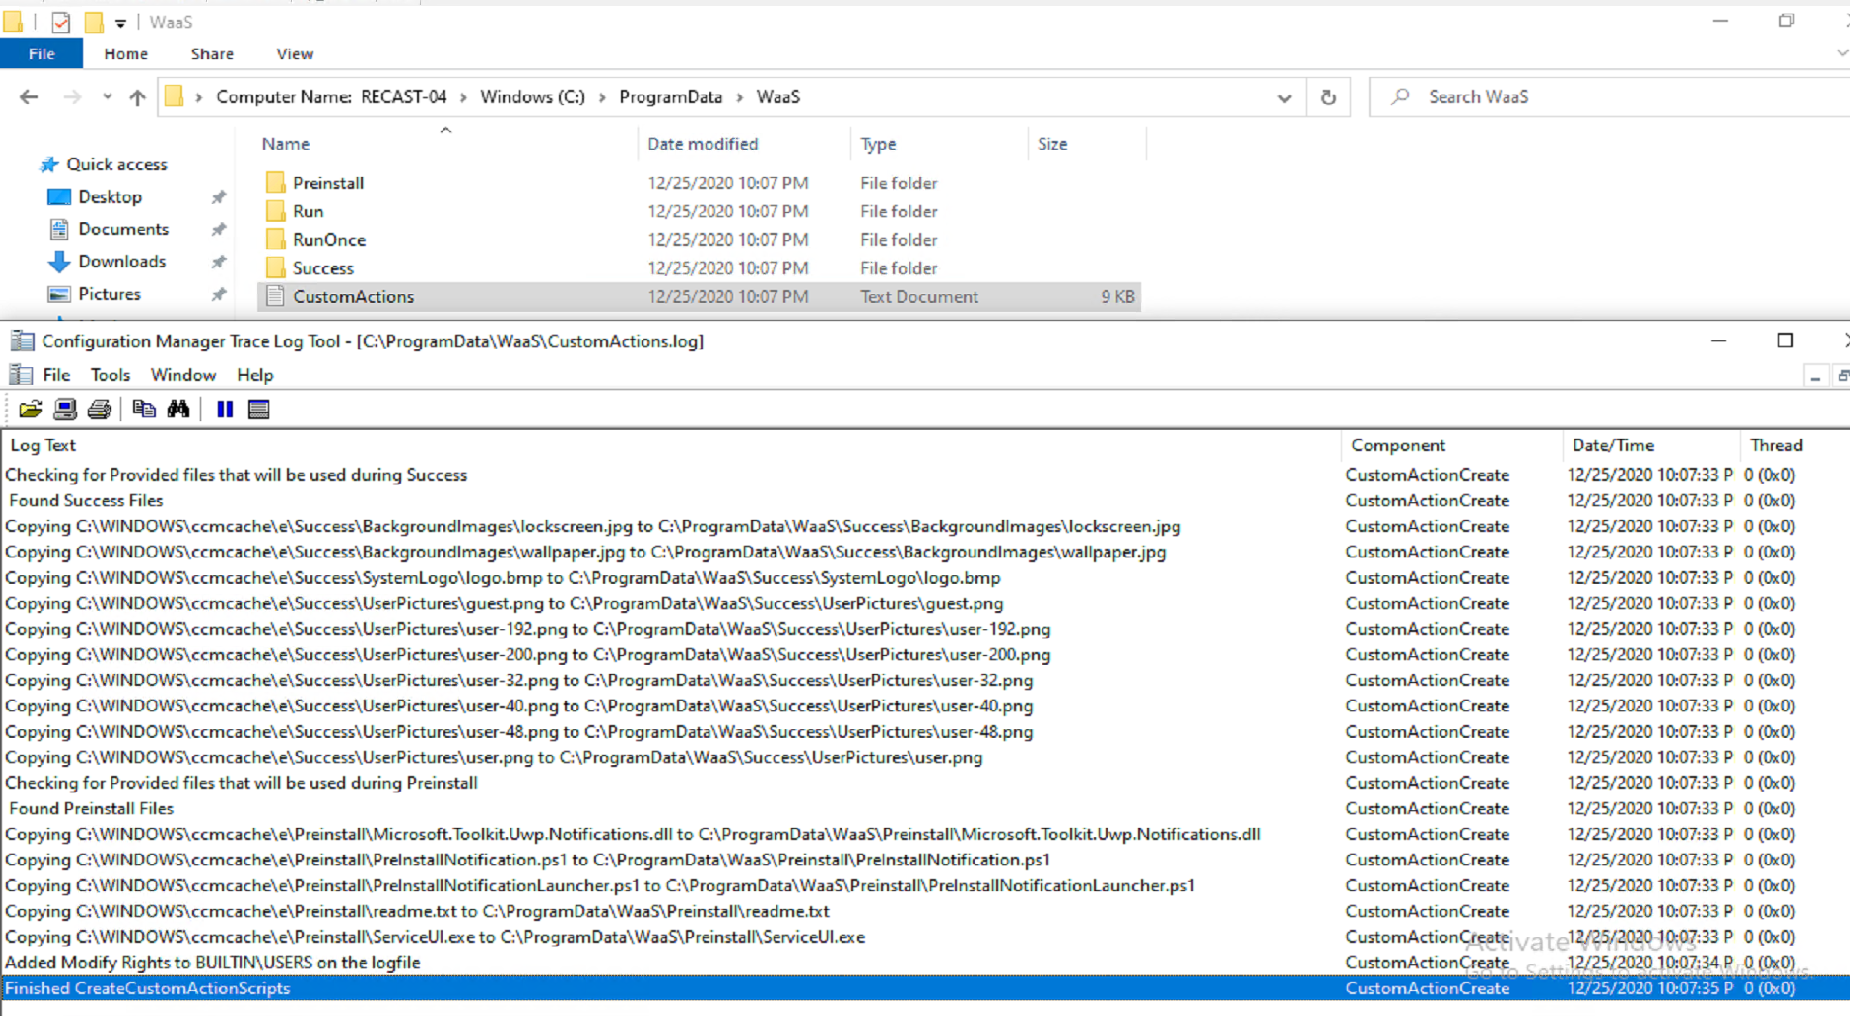 WaaS
File Home Share View
Computer Name: RECAST-04 > Windows (C:) > ProgramData > WaaS
Search WaaS
Name Date modified Type Size
Quick access
Desktop
Documents
Downloads
Pictures
Preinstall 12/25/2020 10:07 PM File folder
Run 12/25/2020 10:07 PM File folder
RunOnce 12/25/2020 10:07 PM File folder
Success 12/25/2020 10:07 PM File folder
CustomActions 12/25/2020 10:07 PM Text Document 9 KB
Configuration Manager Trace Log Tool - [C:\ProgramData\WaaS\CustomActions.log]
File Tools Window Help
Log Text Component Date/Time Thread
Checking for Provided files that will be used during Success CustomActionCreate 12/25/2020 10:07:33 P 0 (0x0)
Found Success Files CustomActionCreate 12/25/2020 10:07:33 P 0 (0x0)
Copying C:\WINDOWS\ccmcache\e\Success\BackgroundImages\lockscreen.jpg to C:\ProgramData\WaaS\Success\BackgroundImages\lockscreen.jpg CustomActionCreate 12/25/2020 10:07:33 P 0 (0x0)
Copying C:\WINDOWS\ccmcache\e\Success\BackgroundImages\wallpaper.jpg to C:\ProgramData\WaaS\Success\BackgroundImages\wallpaper.jpg CustomActionCreate 12/25/2020 10:07:33 P 0 (0x0)
Copying C:\WINDOWS\ccmcache\e\Success\SystemLogo\logo.bmp to C:\ProgramData\WaaS\Success\SystemLogo\logo.bmp CustomActionCreate 12/25/2020 10:07:33 P 0 (0x0)
Copying C:\WINDOWS\ccmcache\e\Success\UserPictures\guest.png to C:\ProgramData\WaaS\Success\UserPictures\guest.png CustomActionCreate 12/25/2020 10:07:33 P 0 (0x0)
Copying C:\WINDOWS\ccmcache\e\Success\UserPictures\user-192.png to C:\ProgramData\WaaS\Success\UserPictures\user-192.png CustomActionCreate 12/25/2020 10:07:33 P 0 (0x0)
Copying C:\WINDOWS\ccmcache\e\Success\UserPictures\user-200.png to C:\ProgramData\WaaS\Success\UserPictures\user-200.png CustomActionCreate 12/25/2020 10:07:33 P 0 (0x0)
Copying C:\WINDOWS\ccmcache\e\Success\UserPictures\user-32.png to C:\ProgramData\WaaS\Success\UserPictures\user-32.png CustomActionCreate 12/25/2020 10:07:33 P 0 (0x0)
Copying C:\WINDOWS\ccmcache\e\Success\UserPictures\user-40.png to C:\ProgramData\WaaS\Success\UserPictures\user-40.png CustomActionCreate 12/25/2020 10:07:33 P 0 (0x0)
Copying C:\WINDOWS\ccmcache\e\Success\UserPictures\user-48.png to C:\ProgramData\WaaS\Success\UserPictures\user-48.png CustomActionCreate 12/25/2020 10:07:33 P 0 (0x0)
Copying C:\WINDOWS\ccmcache\e\Success\UserPictures\user.png to C:\ProgramData\WaaS\Success\UserPictures\user.png CustomActionCreate 12/25/2020 10:07:33 P 0 (0x0)
Checking for Provided files that will be used during Preinstall CustomActionCreate 12/25/2020 10:07:33 P 0 (0x0)
Found Preinstall Files CustomActionCreate 12/25/2020 10:07:33 P 0 (0x0)
Copying C:\WINDOWS\ccmcache\e\Preinstall\Microsoft.Toolkit.Uwp.Notifications.dll to C:\ProgramData\WaaS\Preinstall\Microsoft.Toolkit.Uwp.Notifications.dll CustomActionCreate 12/25/2020 10:07:33 P 0 (0x0)
Copying C:\WINDOWS\ccmcache\e\Preinstall\PreInstallNotification.ps1 to C:\ProgramData\WaaS\Preinstall\PreInstallNotification.ps1 CustomActionCreate 12/25/2020 10:07:33 P 0 (0x0)
Copying C:\WINDOWS\ccmcache\e\Preinstall\PreInstallNotificationLauncher.ps1 to C:\ProgramData\WaaS\Preinstall\PreInstallNotificationLauncher.ps1 CustomActionCreate 12/25/2020 10:07:33 P 0 (0x0)
Copying C:\WINDOWS\ccmcache\e\Preinstall\readme.txt to C:\ProgramData\WaaS\Preinstall\readme.txt CustomActionCreate 12/25/2020 10:07:33 P 0 (0x0)
Copying C:\WINDOWS\ccmcache\e\Preinstall\ServiceUI.exe to C:\ProgramData\WaaS\Preinstall\ServiceUI.exe CustomActionCreate 12/25/2020 10:07:33 P 0 (0x0)
Activate Windows
Added Modify Rights to BUILTIN\USERS on the logfile CustomActionCreate 12/25/2020 10:07:34 P 0 (0x0)
Go to Settings to activate Windows.
Finished CreateCustomActionScripts CustomActionCreate 12/25/2020 10:07:35 P 0 (0x0)